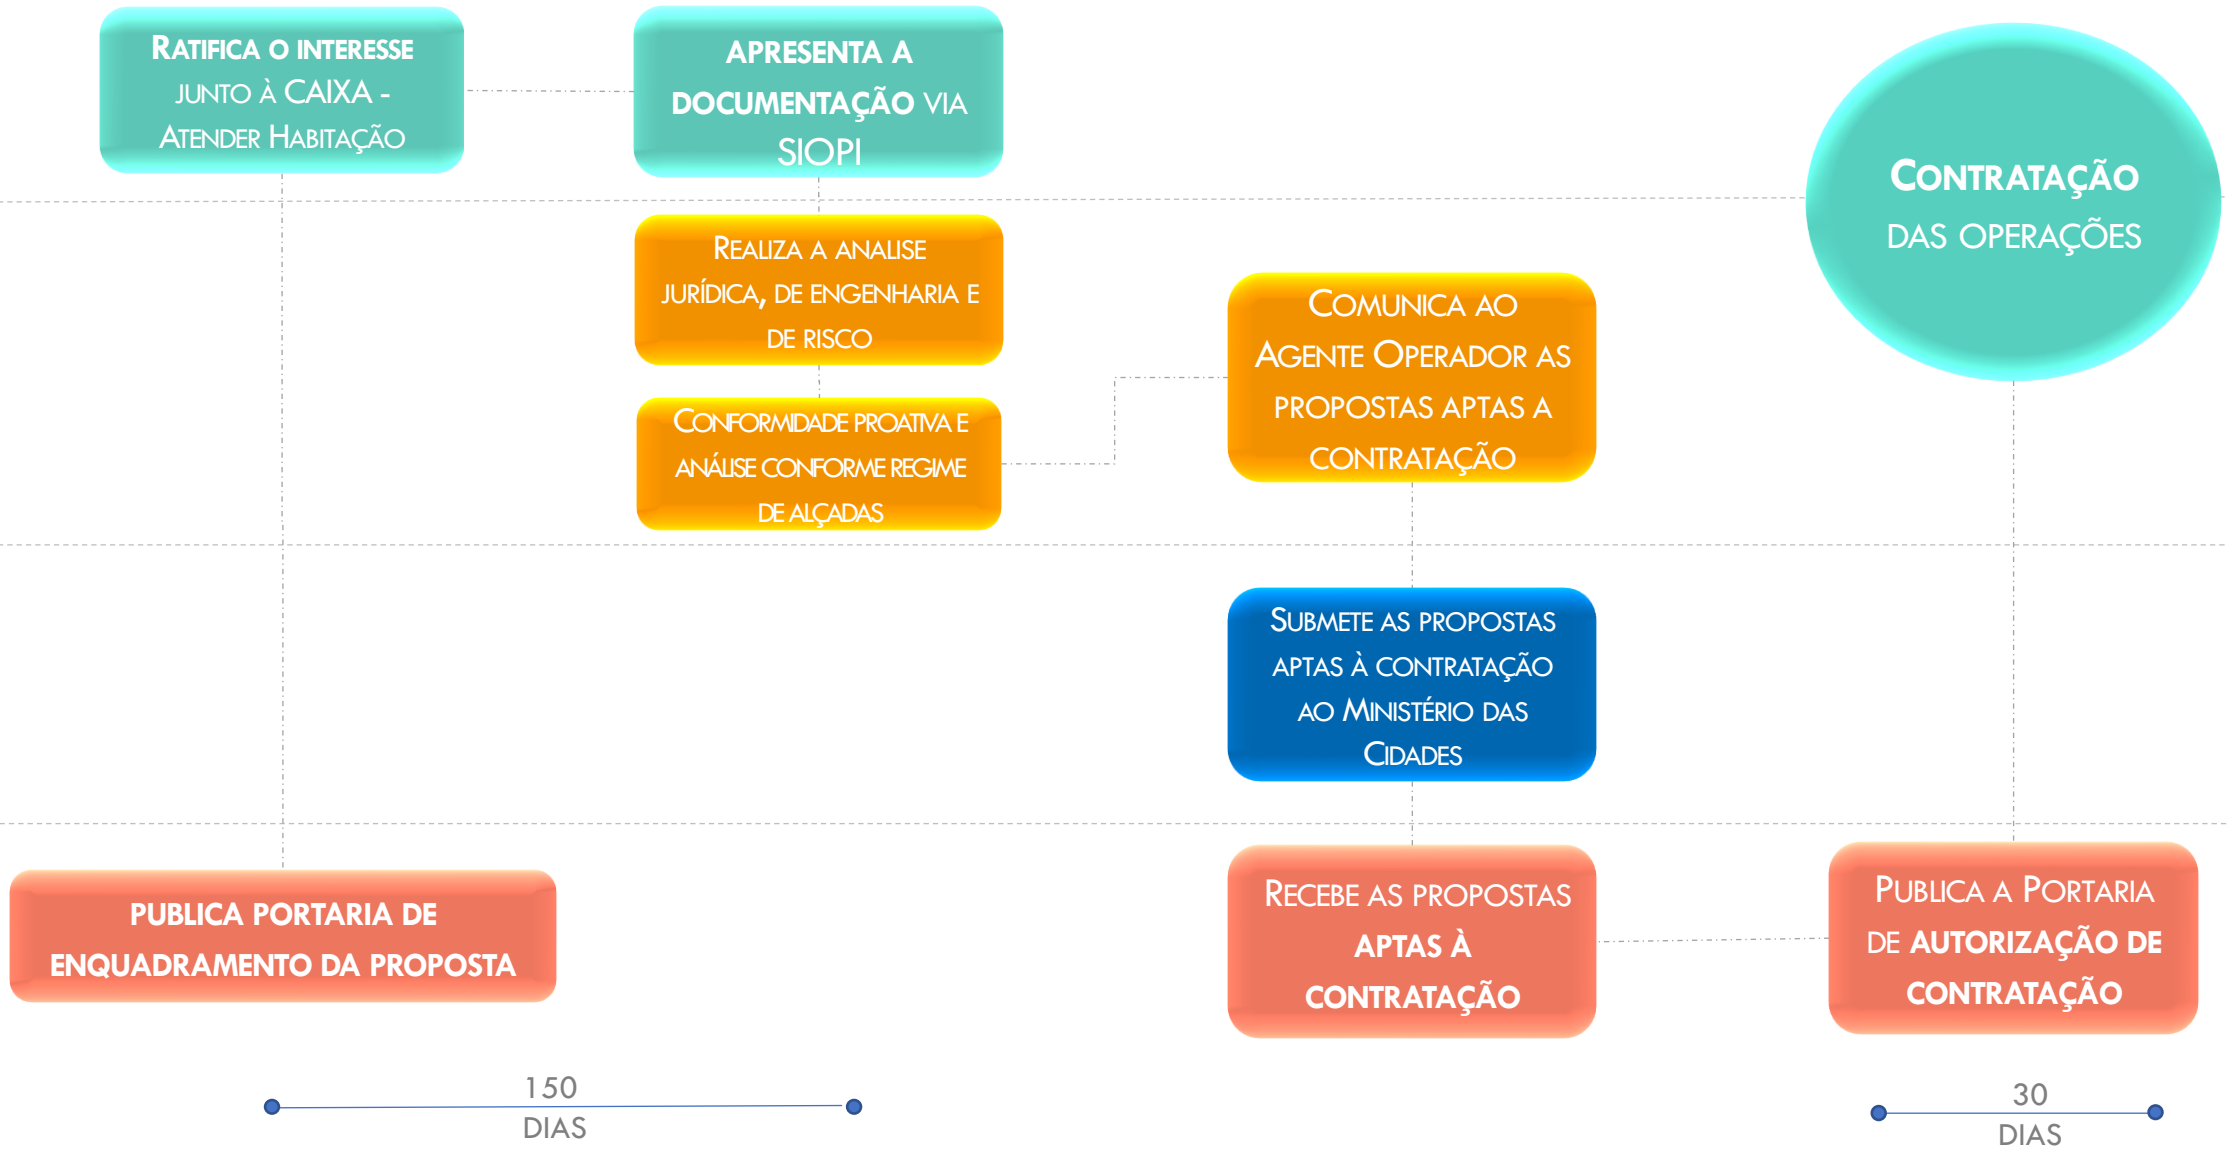 RATIFICA O INTERESSE
JUNTO À CAIXA -
ATENDER HABITAÇÃO
APRESENTA A
DOCUMENTAÇÃO VIA
SIOPI
CONTRATAÇÃO
DAS OPERAÇÕES
REALIZA A ANALISE
JURÍDICA, DE ENGENHARIA E
DE RISCO
CONFORMIDADE PROATIVA E
ANÁLISE CONFORME REGIME
DE ALÇADAS
COMUNICA AO
AGENTE OPERADOR AS
PROPOSTAS APTAS A
CONTRATAÇÃO
SUBMETE AS PROPOSTAS
APTAS À CONTRATAÇÃO
AO MINISTÉRIO DAS
CIDADES
PUBLICA PORTARIA DE
ENQUADRAMENTO DA PROPOSTA
RECEBE AS PROPOSTAS
APTAS À
CONTRATAÇÃO
PUBLICA A PORTARIA
DE AUTORIZAÇÃO DE
CONTRATAÇÃO
150
DIAS
30
DIAS